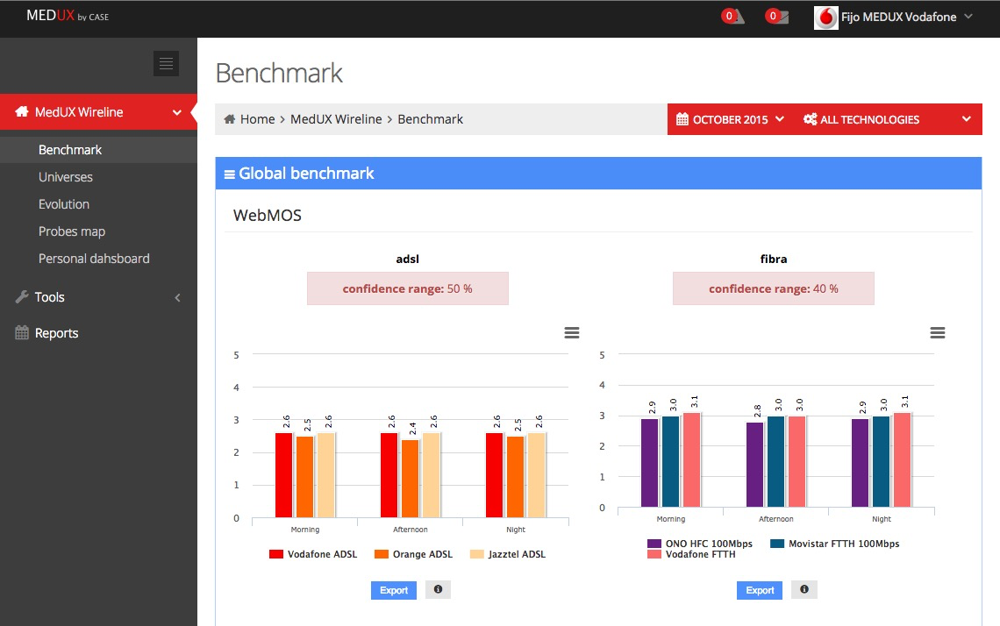 MEDUX by CASE
0
0
Fijo MEDUX Vodafone
Benchmark
MedUX Wireline
Home > MedUX Wireline > Benchmark
OCTOBER 2015
ALL TECHNOLOGIES
Benchmark
Universes
Evolution
Probes map
Personal dahsboard
Tools
Reports
Global benchmark
WebMOS
adsl
confidence range: 50 %
5
4
3
2
1
0
2.6
2.5
2.6
2.6
2.4
2.6
2.6
2.5
2.6
Morning
Afternoon
Night
Vodafone ADSL
Orange ADSL
Jazztel ADSL
Export
fibra
confidence range: 40 %
5
4
3
2
1
0
2.9
3.0
3.1
2.8
3.0
3.0
2.9
3.0
3.1
Morning
Afternoon
Night
ONO HFC 100Mbps
Movistar FTTH 100Mbps
Vodafone FTTH
Export